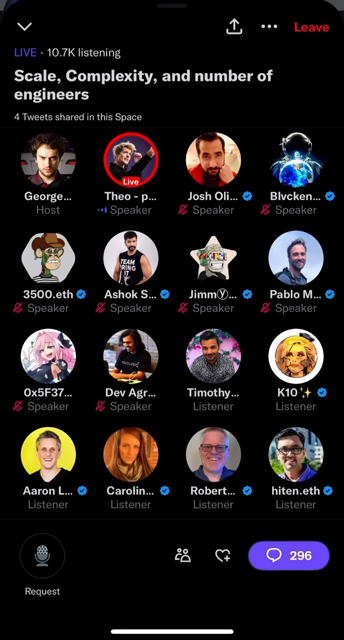 Leave
LIVE · 10.7K listening
Scale, Complexity, and number of
engineers
4 Tweets shared in this Space
Live
George... Theo - p... Josh Oli... Blvcken...
Host Speaker Speaker Speaker
TEAM
3500.eth Ashok S... JimmⓎ... Pablo M...
Speaker Speaker Speaker Speaker
0x5F37... Dev Agr... Timothy... K10 ✨
Speaker Speaker Listener Listener
Aaron L... Carolin... Robert... hiten.eth
Listener Listener Listener Listener
296
Request